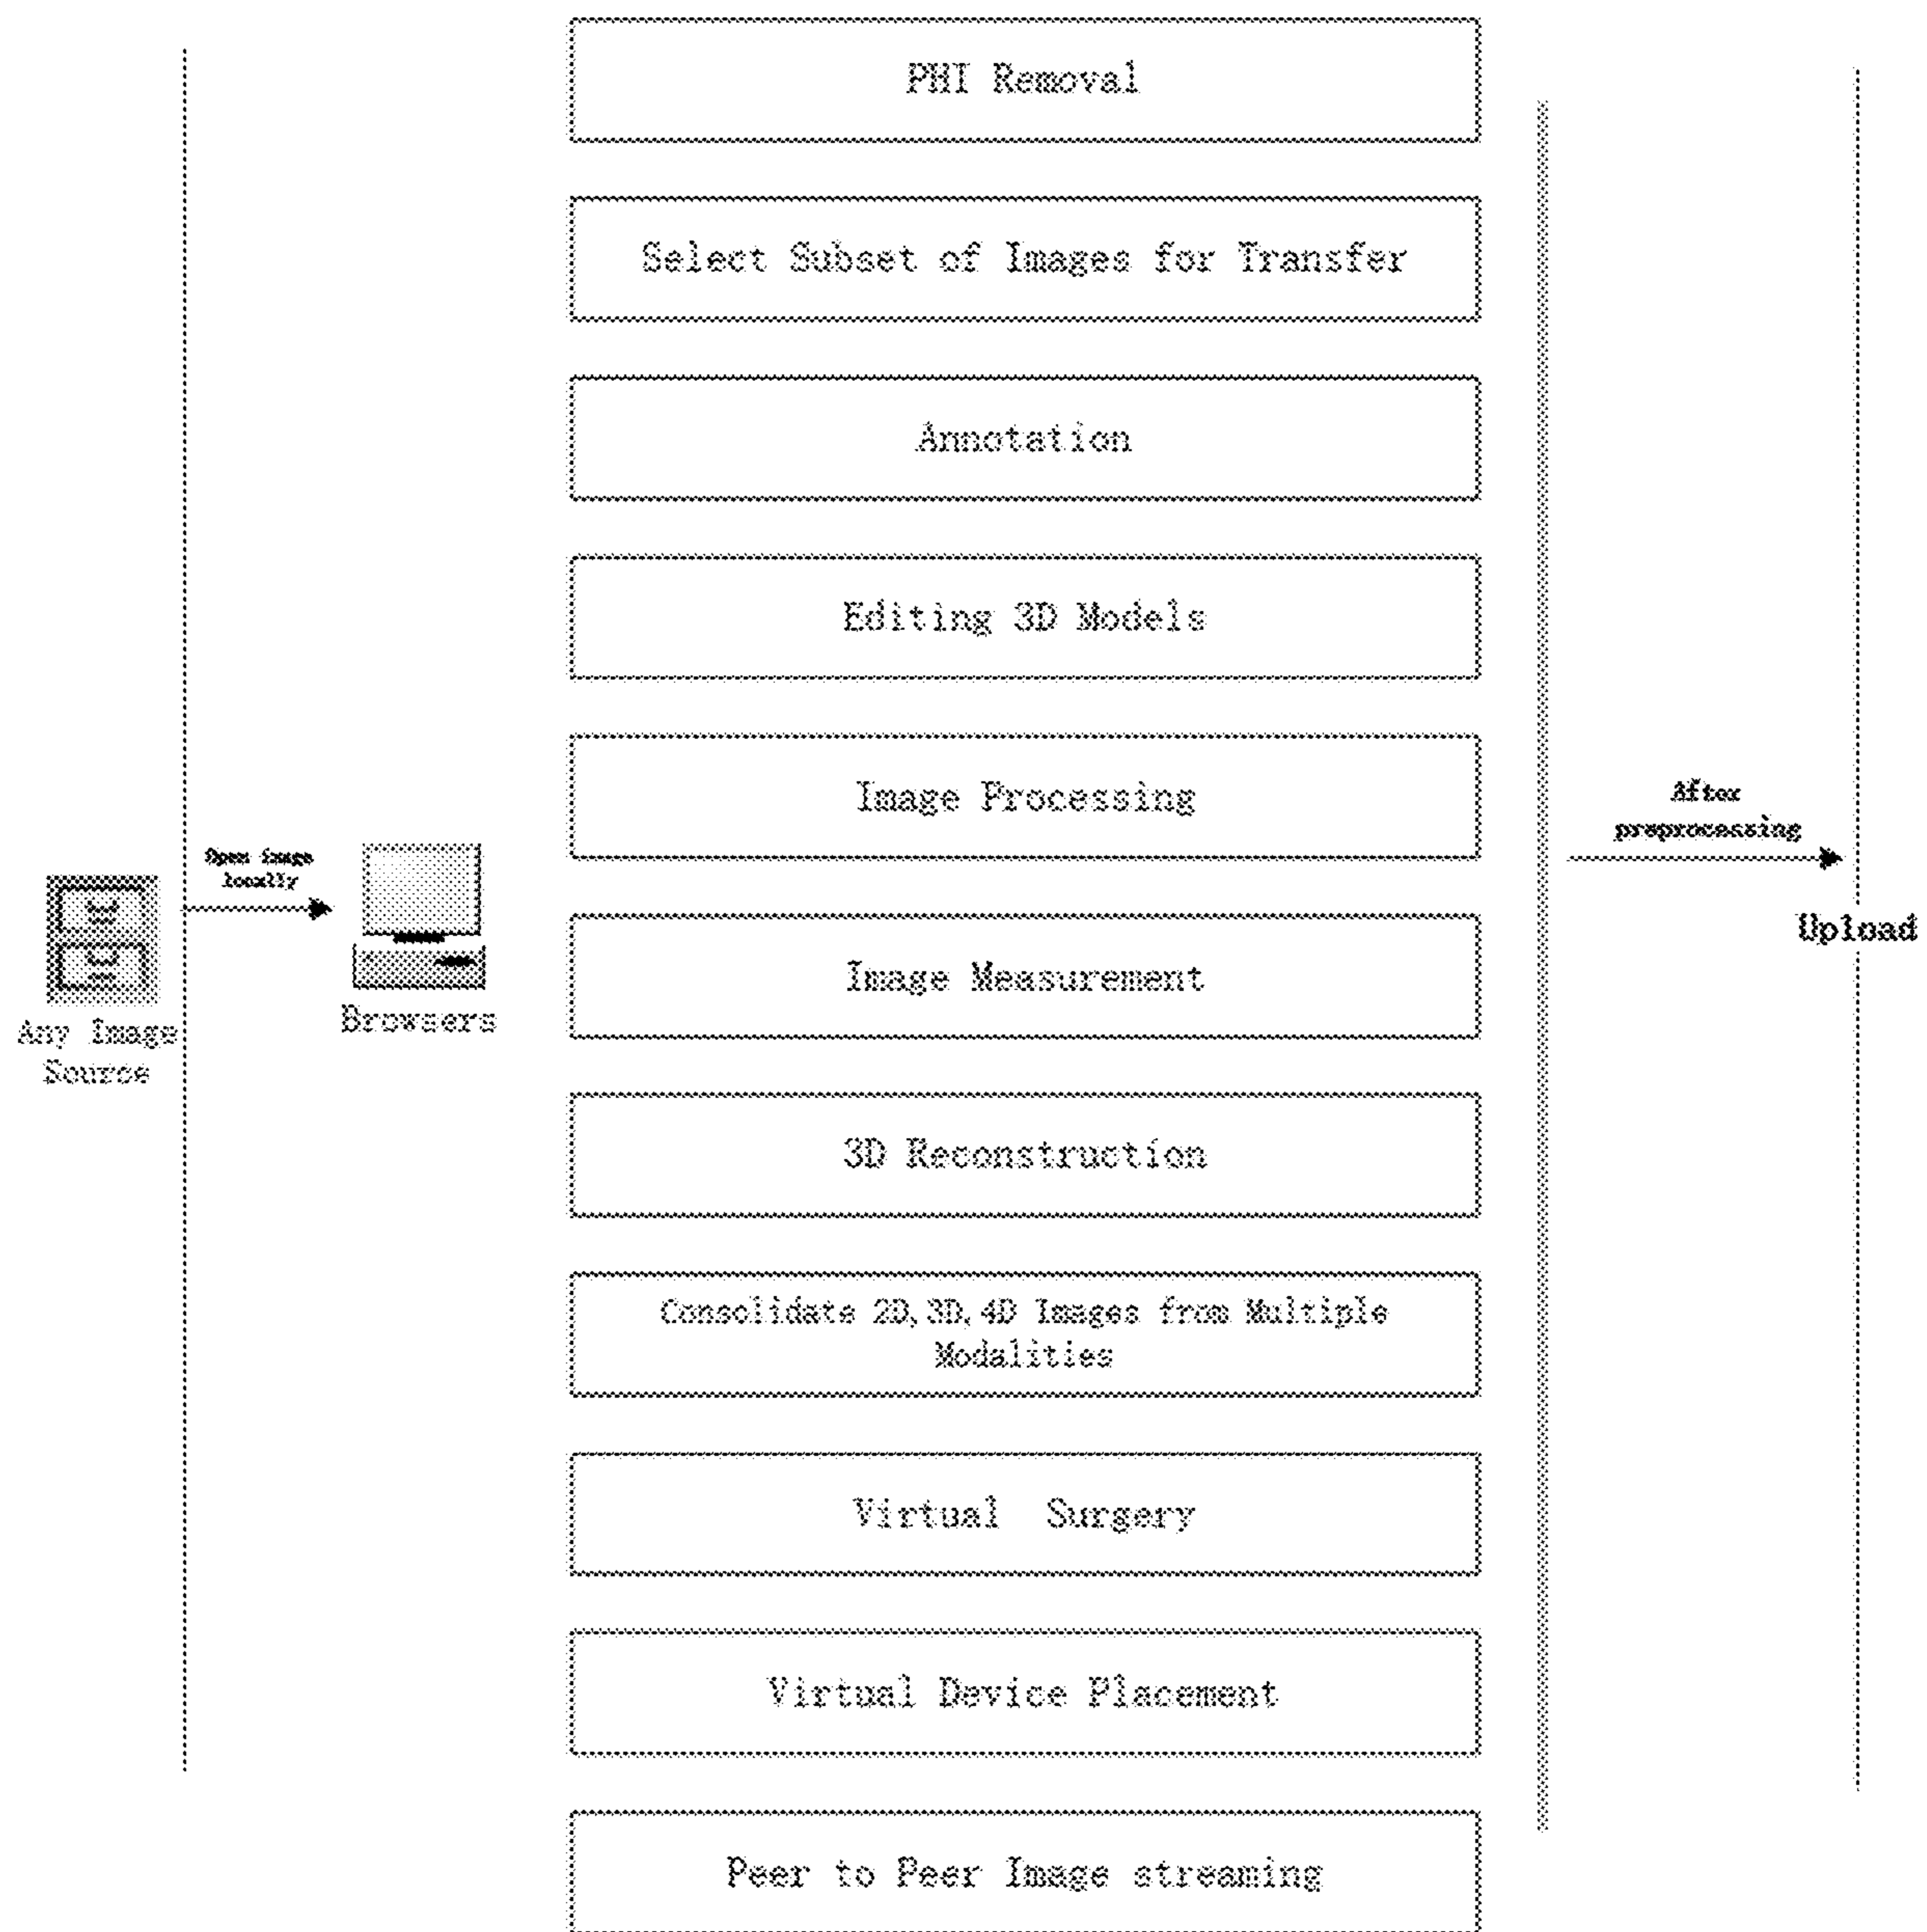 PHI Removal
Select Subset of Images for Transfer
Annotation
Editing 3D Models
Image Processing
After
preprocessing
Open image
locally
Upload
Any Image
Source
Browsers
Image Measurement
3D Reconstruction
Consolidate 2D,3D,4D Images from Multiple
Modalities
Virtual  Surgery
Virtual Device Placement
Peer to Peer Image streaming